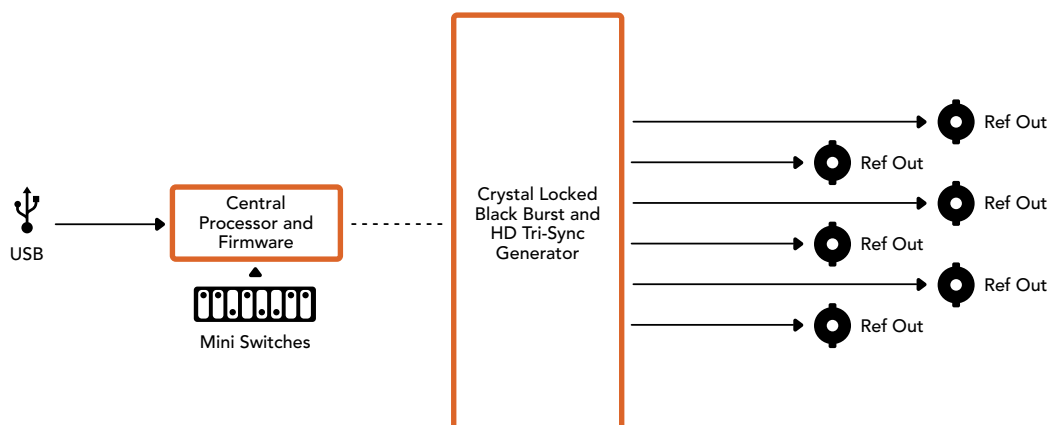 USB
Central
Processor and
Firmware
Mini Switches
Crystal Locked
Black Burst and
HD Tri-Sync
Generator
Ref Out
Ref Out
Ref Out
Ref Out
Ref Out
Ref Out